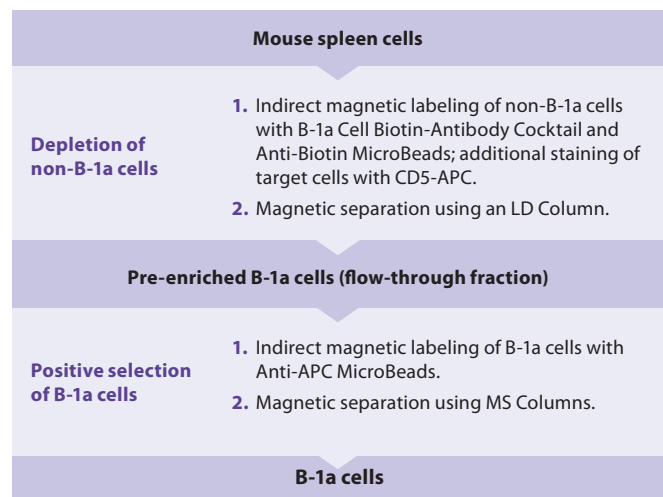 Mouse spleen cells
Depletion of
non-B-1a cells
1. Indirect magnetic labeling of non-B-1a cells
with B-1a Cell Biotin-Antibody Cocktail and
Anti-Biotin MicroBeads; additional staining of
target cells with CD5-APC.
2. Magnetic separation using an LD Column.
Pre-enriched B-1a cells (flow-through fraction)
Positive selection
of B-1a cells
1. Indirect magnetic labeling of B-1a cells with
Anti-APC MicroBeads.
2. Magnetic separation using MS Columns.
B-1a cells